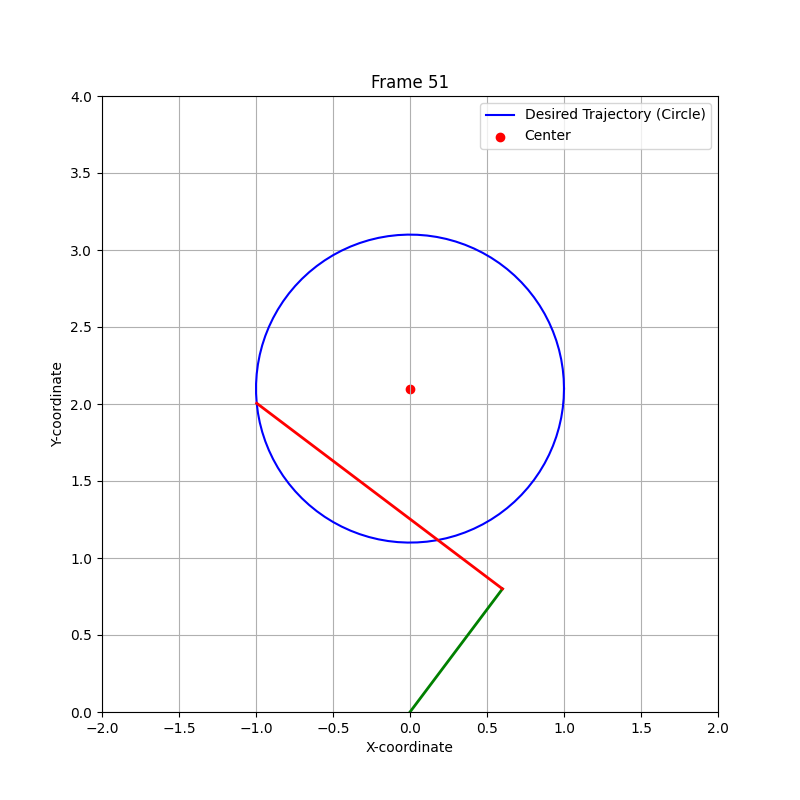 Frame 51
Desired Trajectory (Circle)
Center
4.0
3.5
3.0
2.5
2.0
1.5
1.0
0.5
0.0
Y-coordinate
−2.0 −1.5 −1.0 −0.5 0.0 0.5 1.0 1.5 2.0
X-coordinate